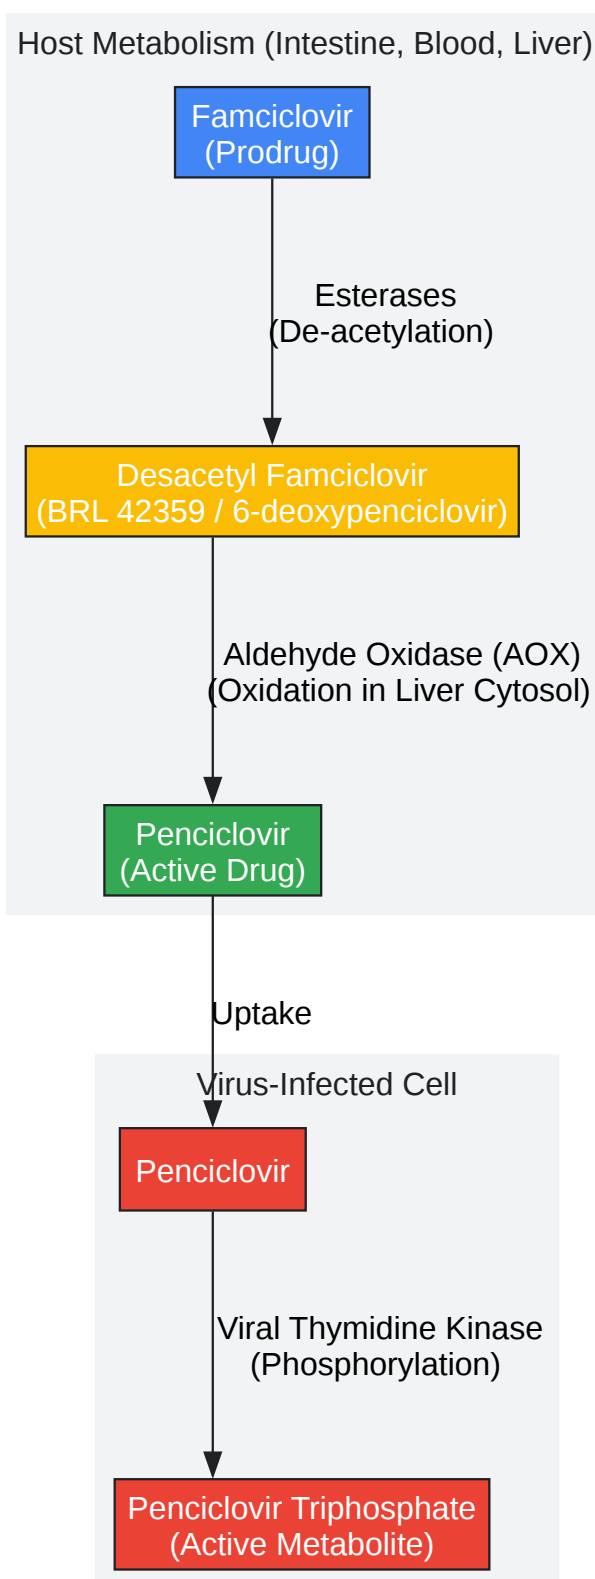 Host Metabolism (Intestine, Blood, Liver)
Famciclovir
(Prodrug)
Esterases
(De-acetylation)
Desacetyl Famciclovir
(BRL 42359 / 6-deoxypenciclovir)
Aldehyde Oxidase (AOX)
(Oxidation in Liver Cytosol)
Penciclovir
(Active Drug)
Uptake
Virus-Infected Cell
Penciclovir
Viral Thymidine Kinase
(Phosphorylation)
Penciclovir Triphosphate
(Active Metabolite)